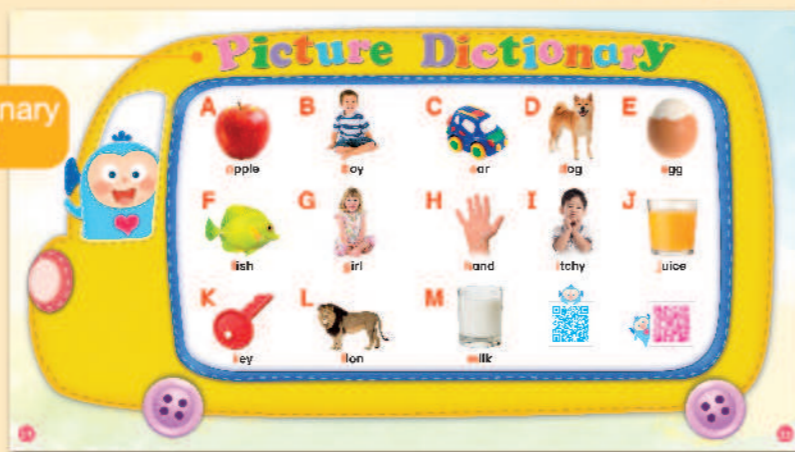 nary
Picture Dictionary
A B C D E
apple boy car dog egg
F G H I J
fish girl hand itchy juice
K L M
key lion milk